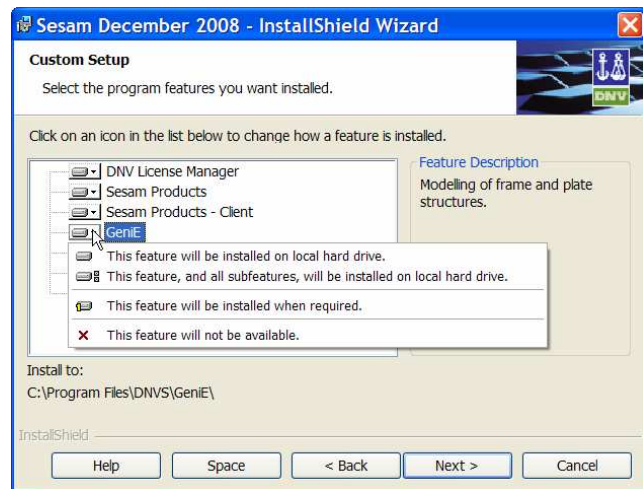 Sesam December 2008 - InstallShield Wizard
Custom Setup
Select the program features you want installed.
DNV
Click on an icon in the list below to change how a feature is installed.
DNV License Manager
Sesam Products
Sesam Products - Client
GeniE
This feature will be installed on local hard drive.
This feature, and all subfeatures, will be installed on local hard drive.
This feature will be installed when required.
This feature will not be available.
Feature Description
Modelling of frame and plate
structures.
Install to:
C:\Program Files\DNVS\GeniE\
InstallShield
Help
Space
< Back
Next >
Cancel